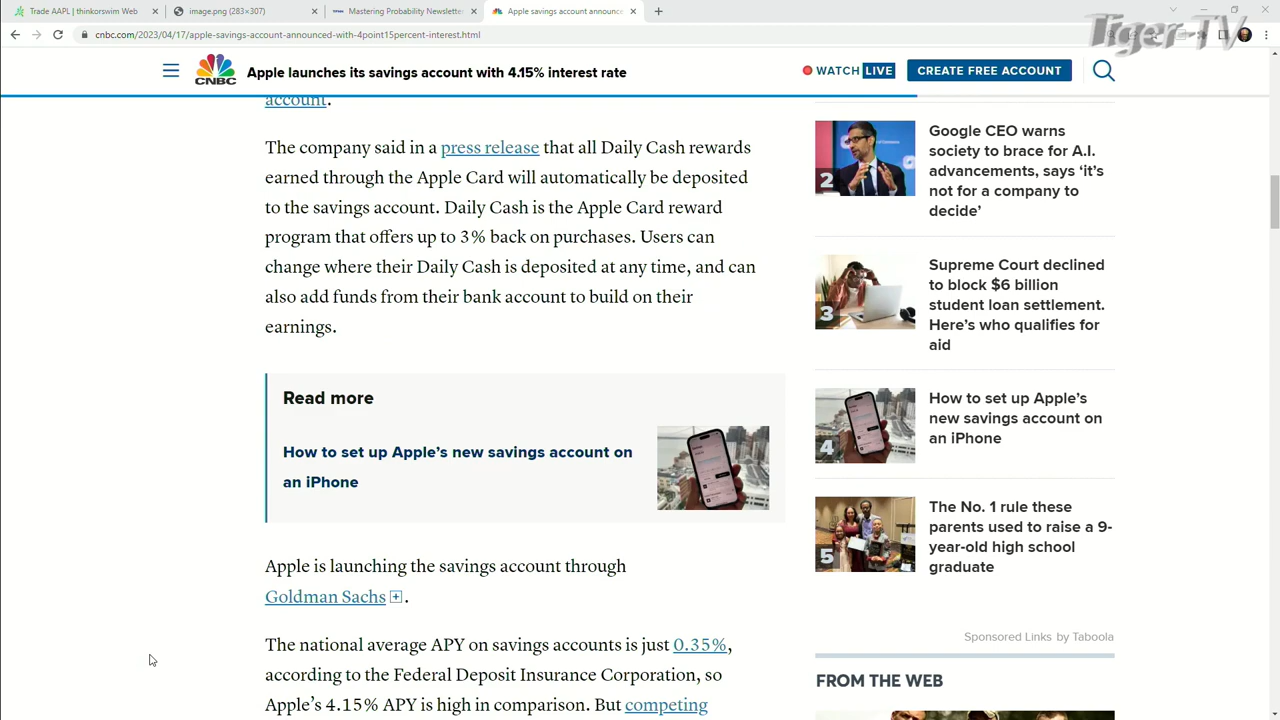 Trade AAPL | thinkorswim Web
image.png (283×307)
Mastering Probability Newslette
Apple savings account announc
Tiger-TV
cnbc.com/2023/04/17/apple-savings-account-announced-with-4point15percent-interest.html
CNBC
Apple launches its savings account with 4.15% interest rate
WATCH LIVE
CREATE FREE ACCOUNT
account.
The company said in a press release that all Daily Cash rewards
earned through the Apple Card will automatically be deposited
to the savings account. Daily Cash is the Apple Card reward
program that offers up to 3% back on purchases. Users can
change where their Daily Cash is deposited at any time, and can
also add funds from their bank account to build on their
earnings.
Read more
How to set up Apple’s new savings account on
an iPhone
Apple is launching the savings account through
Goldman Sachs.
The national average APY on savings accounts is just 0.35%,
according to the Federal Deposit Insurance Corporation, so
Apple’s 4.15% APY is high in comparison. But competing
2
Google CEO warns
society to brace for A.I.
advancements, says ‘it’s
not for a company to
decide’
3
Supreme Court declined
to block $6 billion
student loan settlement.
Here’s who qualifies for
aid
4
How to set up Apple’s
new savings account on
an iPhone
5
The No. 1 rule these
parents used to raise a 9-
year-old high school
graduate
Sponsored Links by Taboola
FROM THE WEB